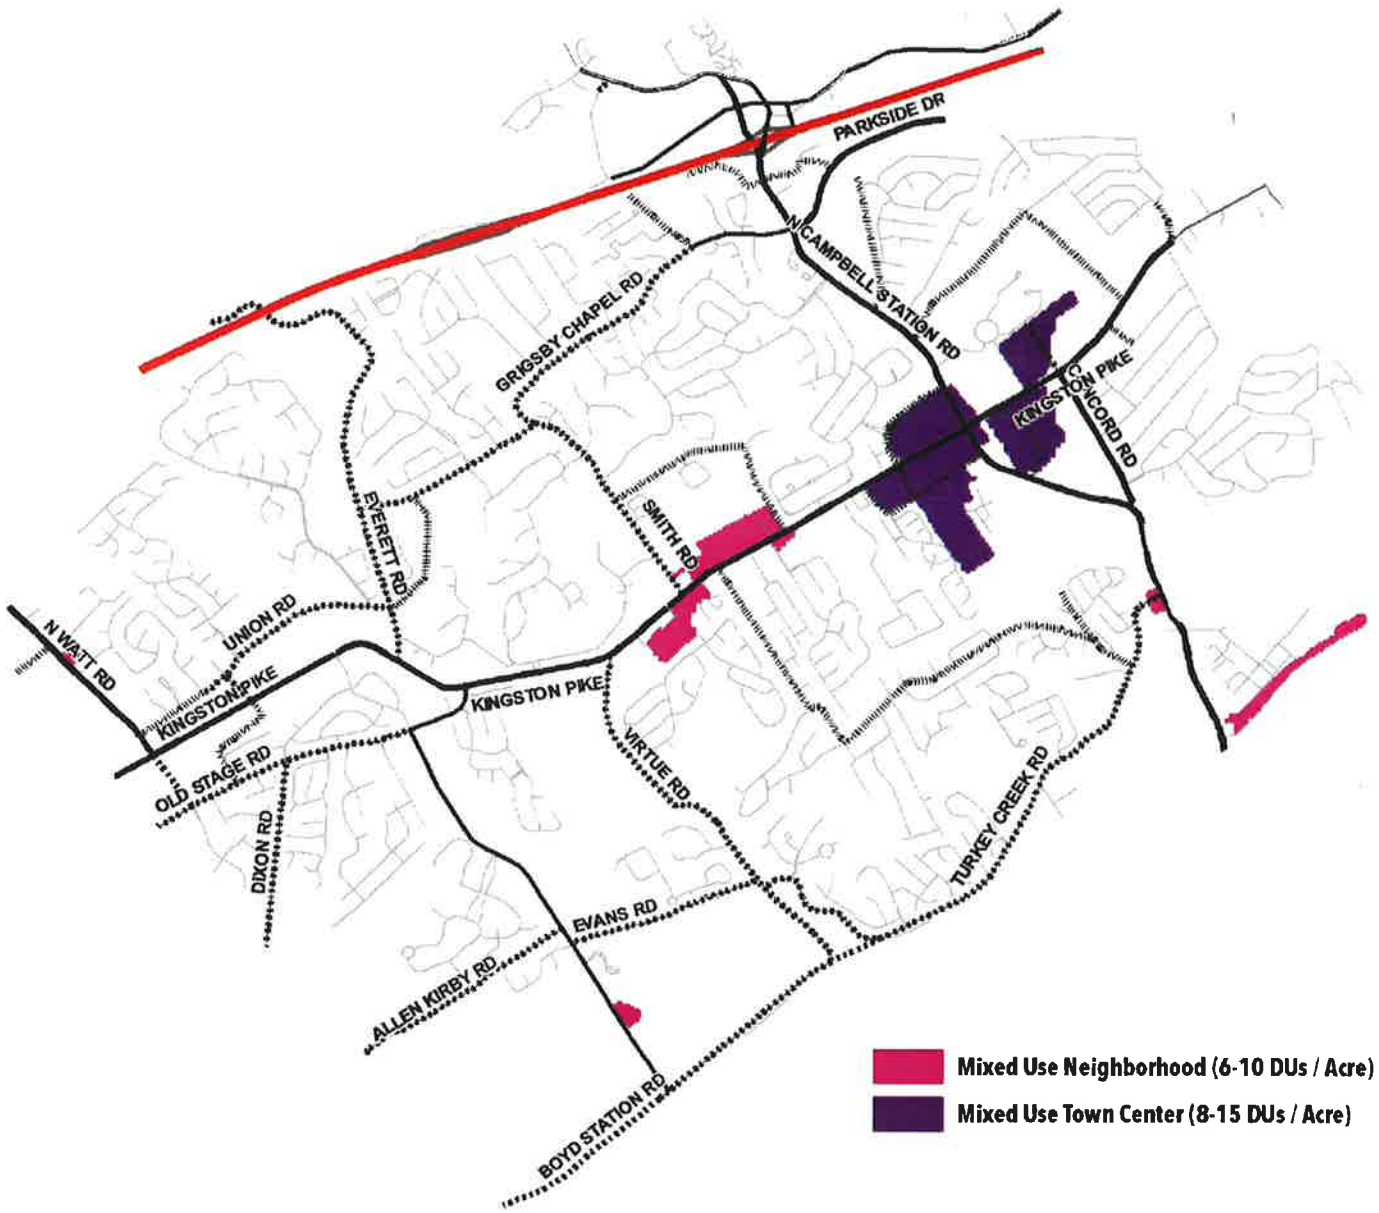 PARKSIDE DR
N CAMPBELL STATION RD
GRIGSBY CHAPEL RD
KINGSTON PIKE
CONCORD RD
EVERETT RD
SMITH RD
UNION RD
N WATT RD
KINGSTON PIKE
KINGSTON PIKE
OLD STAGE RD
VIRTUE RD
DIXON RD
TURKEY CREEK RD
EVANS RD
ALLEN KIRBY RD
BOYD STATION RD
Mixed Use Neighborhood (6-10 DUs / Acre)
Mixed Use Town Center (8-15 DUs / Acre)